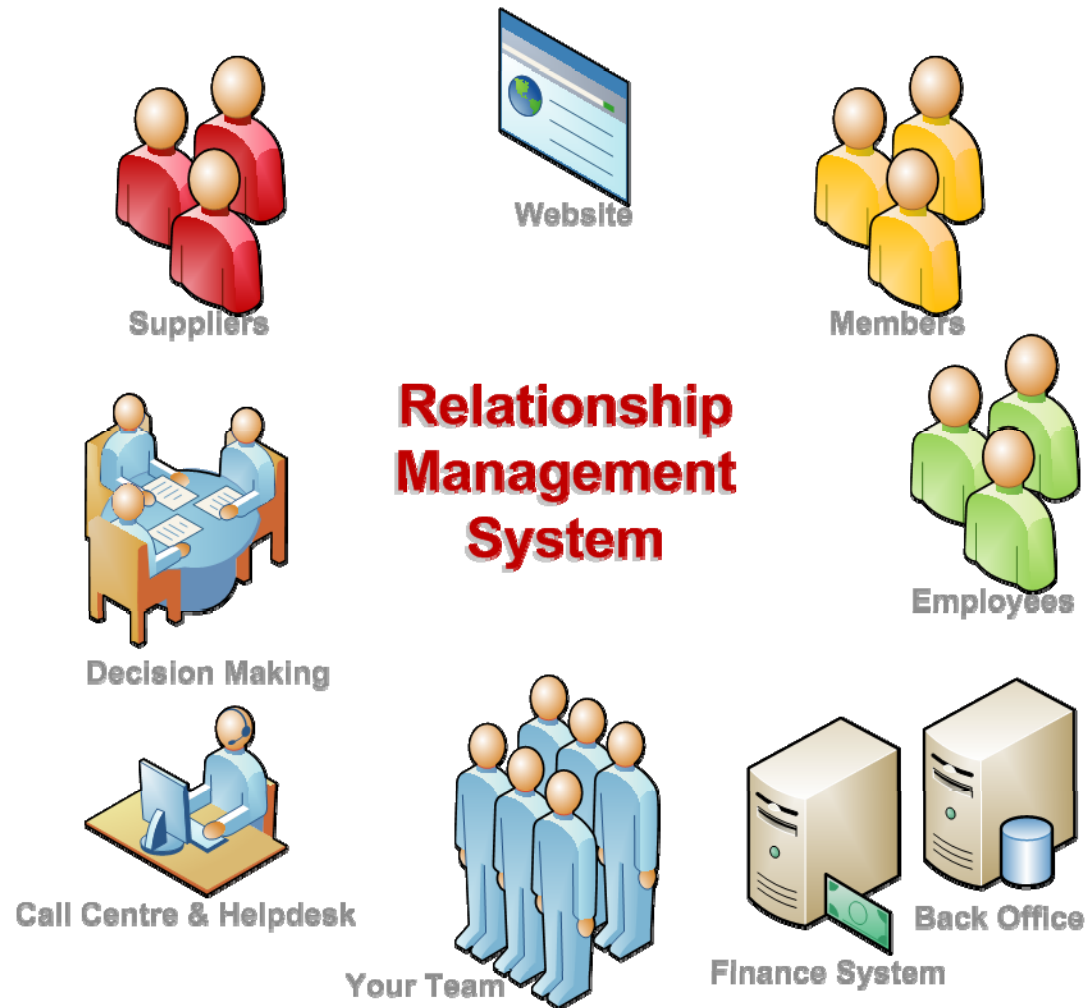 Website
Suppliers
Members
Relationship
Management
System
Employees
Decision Making
Call Centre & Helpdesk
Back Office
Finance System
Your Team